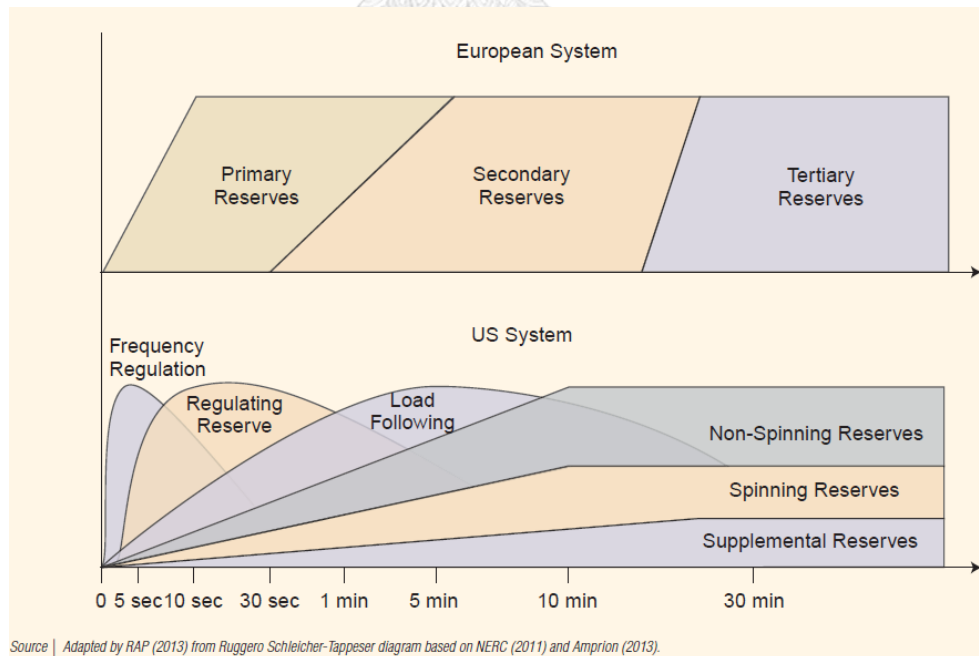 European System
Primary
Reserves
Secondary
Reserves
Tertiary
Reserves
US System
Frequency
Regulation
Regulating
Reserve
Load
Following
Non-Spinning Reserves
Spinning Reserves
Supplemental Reserves
0 5 sec 10 sec 30 sec 1 min 5 min 10 min 30 min
Source | Adapted by RAP (2013) from Ruggero Schleicher-Tappeser diagram based on NERC (2011) and Amprion (2013).